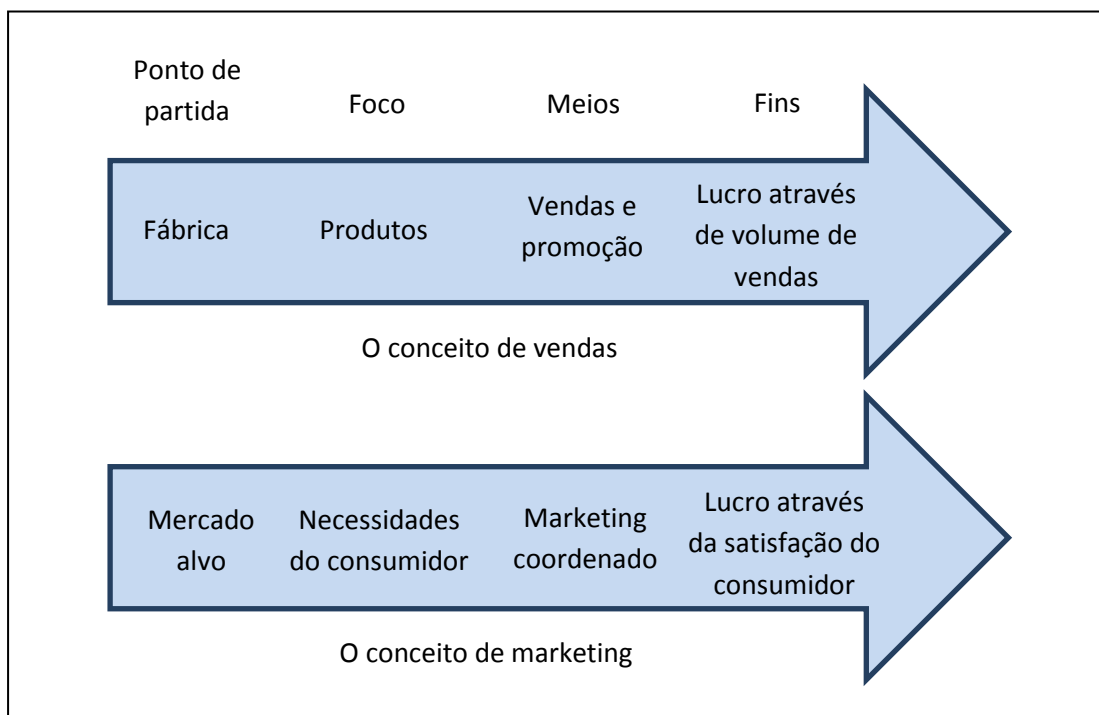 Ponto de
partida
Foco
Meios
Fins
Fábrica
Produtos
Vendas e
promoção
Lucro através
de volume de
vendas
O conceito de vendas
Mercado
alvo
Necessidades
do consumidor
Marketing
coordenado
Lucro através
da satisfação do
consumidor
O conceito de marketing